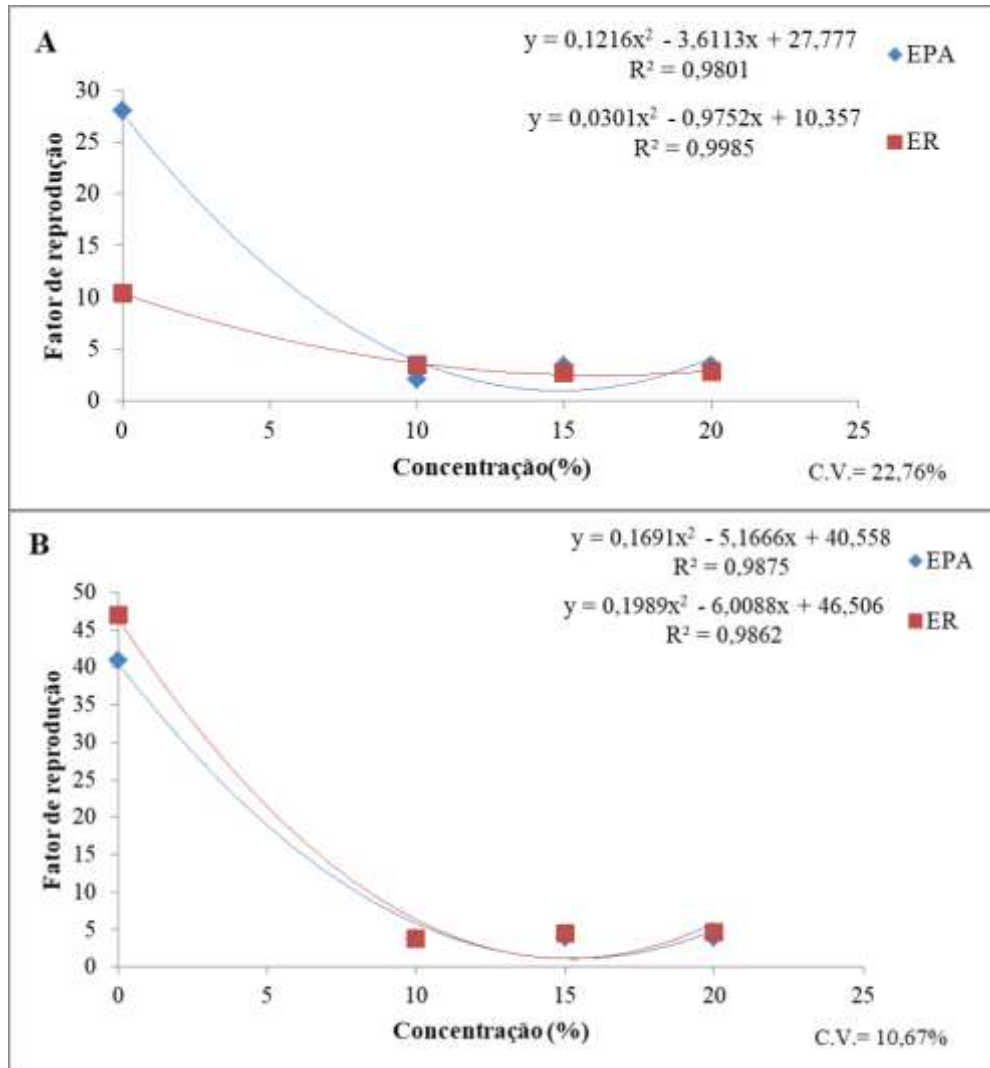 A
y = 0,1216x² - 3,6113x + 27,777
R² = 0,9801
EPA
y = 0,0301x² - 0,9752x + 10,357
R² = 0,9985
ER
Fator de reprodução
30
25
20
15
10
5
0
0 5 10 15 20 25
Concentração(%)
C.V.= 22,76%
B
y = 0,1691x² - 5,1666x + 40,558
R² = 0,9875
EPA
y = 0,1989x² - 6,0088x + 46,506
R² = 0,9862
ER
Fator de reprodução
50
45
40
35
30
25
20
15
10
5
0
0 5 10 15 20 25
Concentração (%)
C.V.= 10,67%